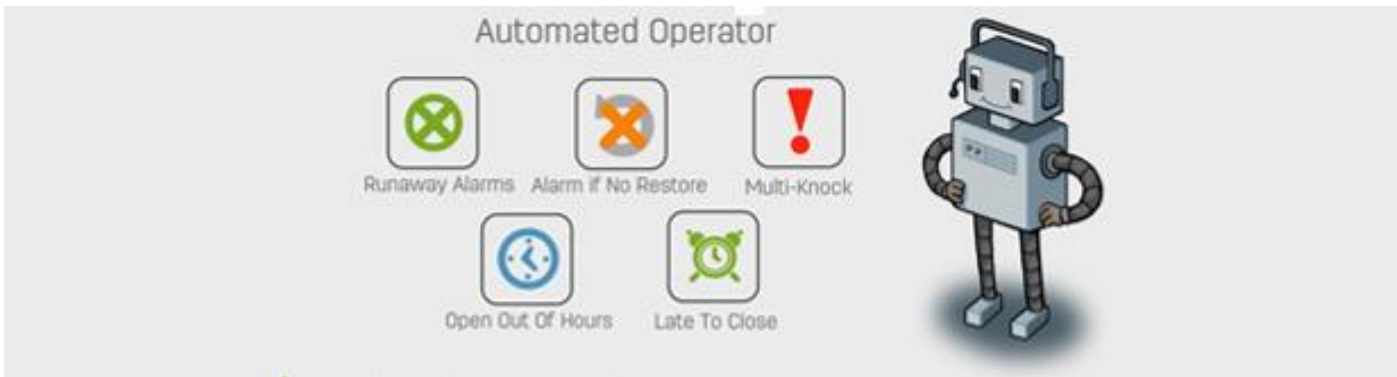 Automated Operator
Runaway Alarms
Alarm if No Restore
Multi-Knock
Open Out Of Hours
Late To Close